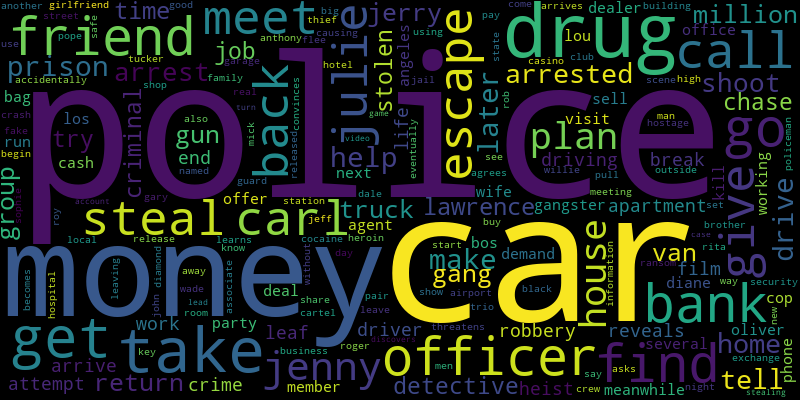 police
car
money
drug
friend
meet
time
jerry
million
call
prison
job
arrest
back
julie
stolen
angeles
escape
later
arrested
dealer
lou
office
shoot
chase
plan
visit
sell
go
give
gun
end
try
cash
bag
los
run
criminal
help
life
next
driving
break
group
steal
carl
offer
truck
lawrence
agent
wife
gangster
apartment
kill
working
drive
make
gang
bos
demand
house
van
film
diane
bank
cop
get
take
work
party
deal
leaf
driver
robbery
reveals
oliver
home
phone
arrive
key
jenny
officer
find
several
tell
attempt
return
crime
member
detective
heist
meanwhile
another
girlfriend
good
use
street
pope
safe
thief
big
causing
anthony
flee
tucker
garage
accidentally
family
hotel
jail
using
pay
state
casino
club
rob
come
arrives
building
scene
high
man
hostage
policeman
outside
crash
fake
begin
shop
also
named
mick
real
turn
convinces
released
video
game
eventually
see
agrees
willie
pull
meeting
set
sophie
account
roy
gary
guard
station
jeff
dale
cocaine
heroin
buy
start
information
brother
rita
case
way
security
local
release
learns
know
without
day
becomes
hospital
leaving
john
diamond
away
wade
lead
room
associate
share
cartel
pair
leave
show
airport
black
trio
threatens
ransom
new
exchange
business
roger
discovers
men
say
asks
crew
night
stealing